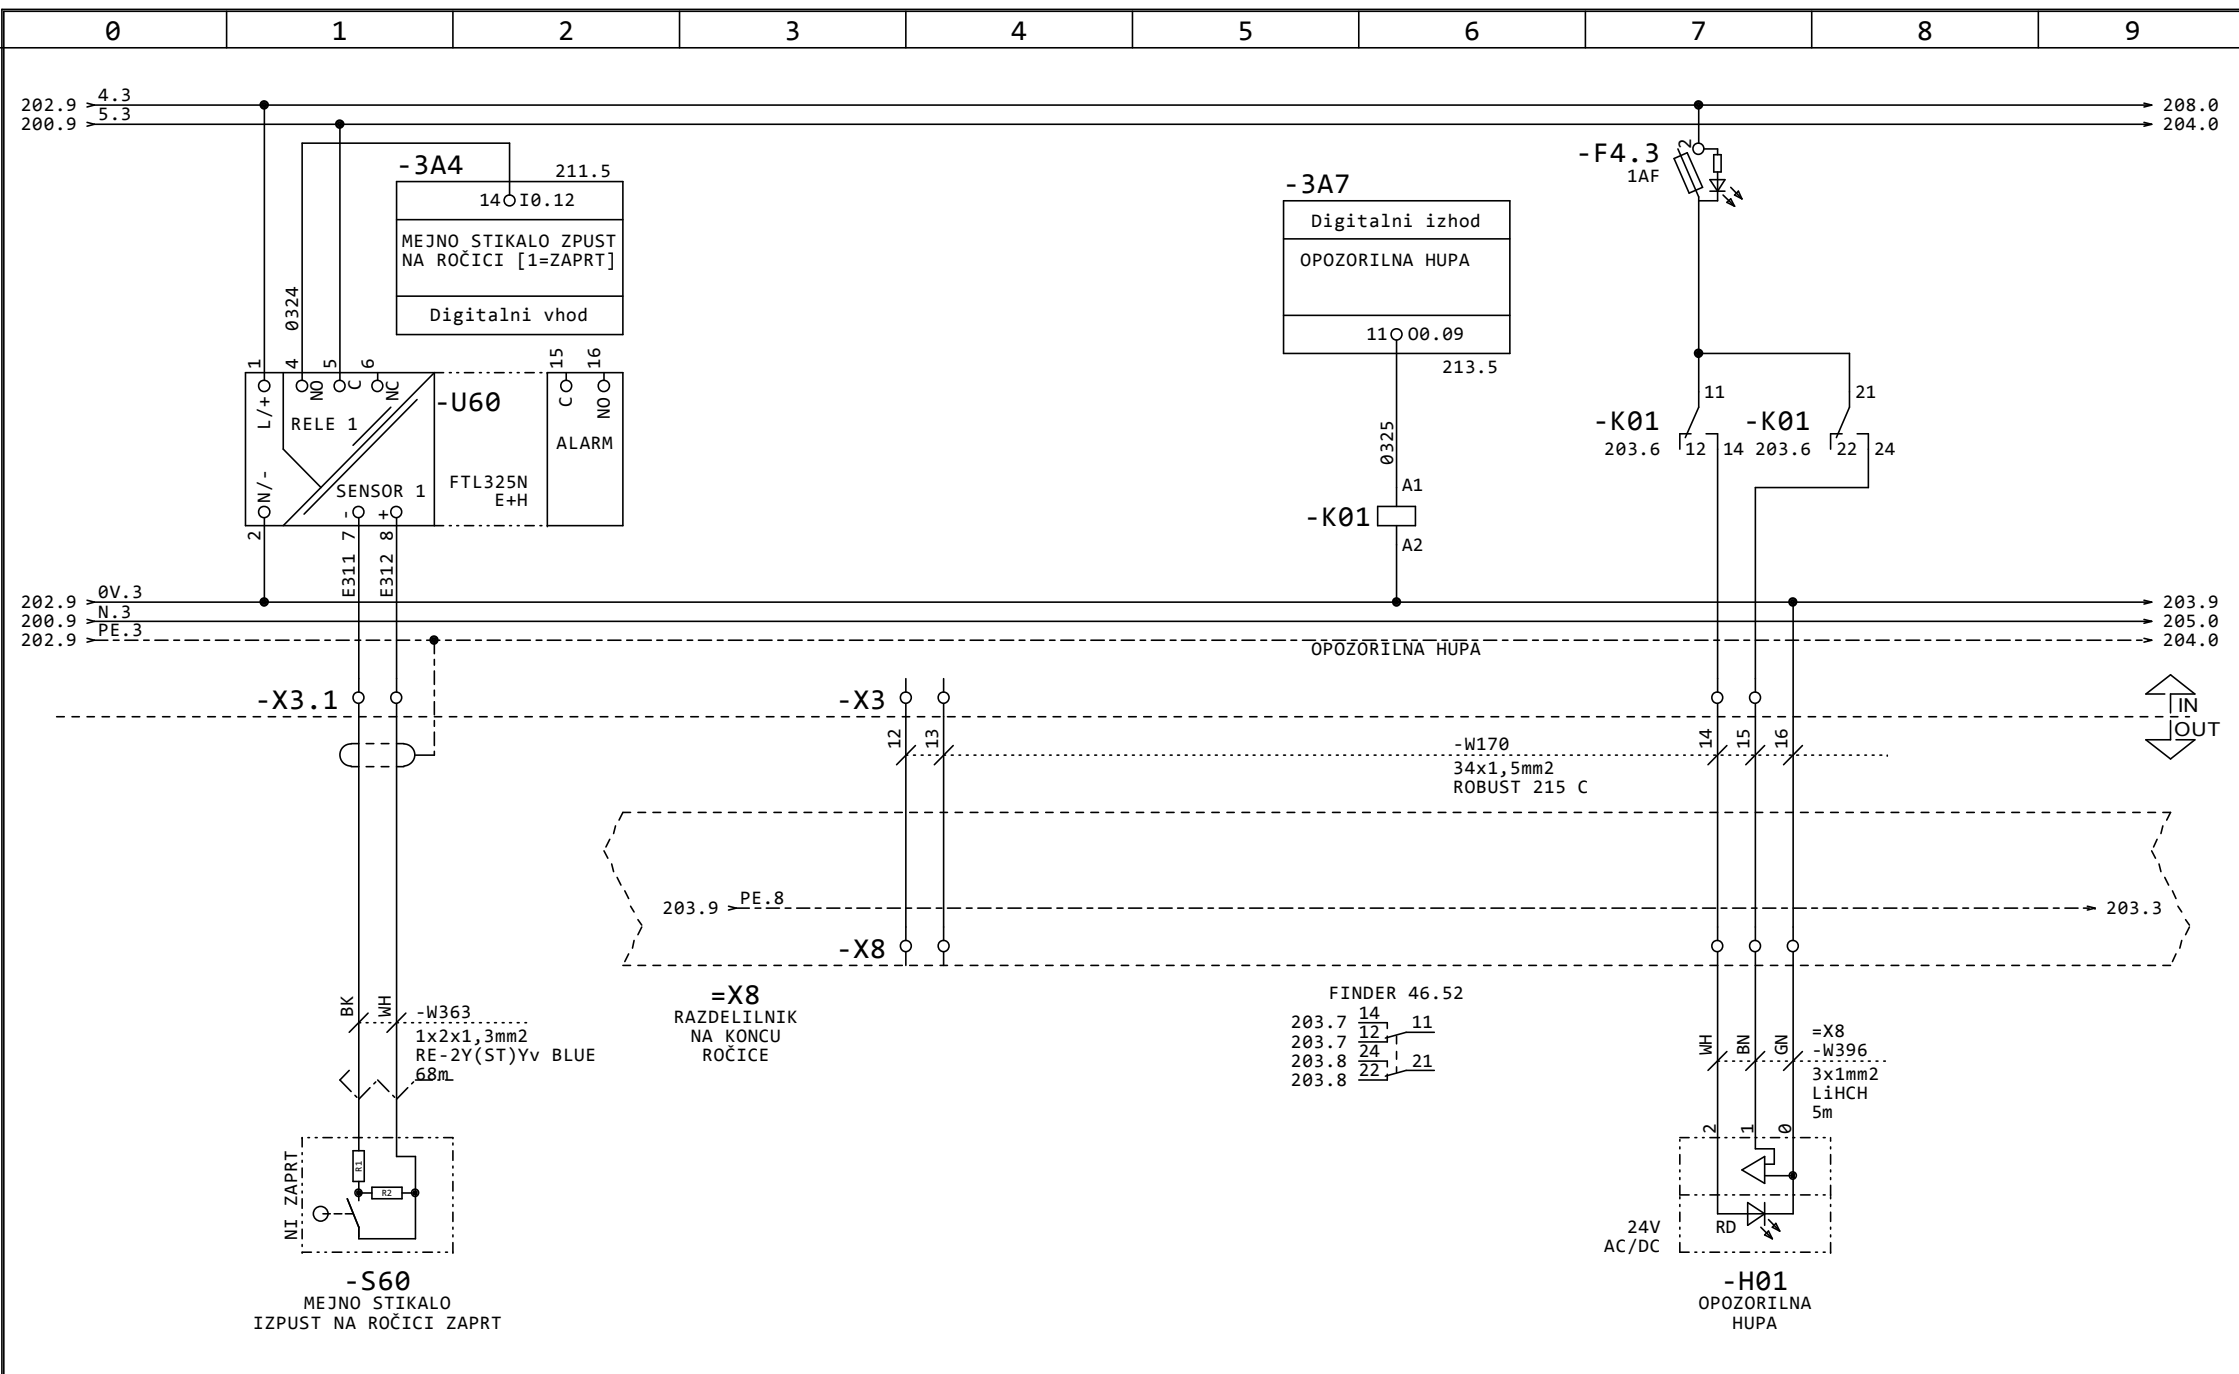 0 1 2 3 4 5 6 7 8 9
202.9 4.3 208.0
200.9 5.3 204.0
-3A4
211.5
14 I0.12
MEJNO STIKALO ZPUST
NA ROČICI [1=ZAPRT]
Digitalni vhod
0324
1 4 5 6
L/+ NO C NC
RELE 1
-U60
N/-
SENSOR 1
- +
2 7 8
E311 E312
FTL325N
E+H
15 16
C NO
ALARM
-3A7
Digitalni izhod
OPOZORILNA HUPA
11 O0.09
213.5
0325
A1
-K01
A2
-F4.3
1AF
2
11
-K01
203.6
12 14
21
-K01
203.6
22 24
202.9 0V.3 203.9
200.9 N.3 205.0
202.9 PE.3 204.0
OPOZORILNA HUPA
-X3.1
-X3
IN
OUT
12 13
-W170
34x1,5mm2
ROBUST 215 C
14 15 16
203.9 PE.8 203.3
-X8
=X8
RAZDELILNIK
NA KONCU
ROČICE
BK WH
-W363
1x2x1,3mm2
RE-2Y(ST)Yv BLUE
68m
FINDER 46.52
203.7 14
203.7 12 11
203.8 24
203.8 22 21
WH BN GN
=X8
-W396
3x1mm2
LiHCH
5m
2 1 0
NI ZAPRT
R1
R2
-S60
MEJNO STIKALO
IZPUST NA ROČICI ZAPRT
24V
AC/DC
RD
-H01
OPOZORILNA
HUPA